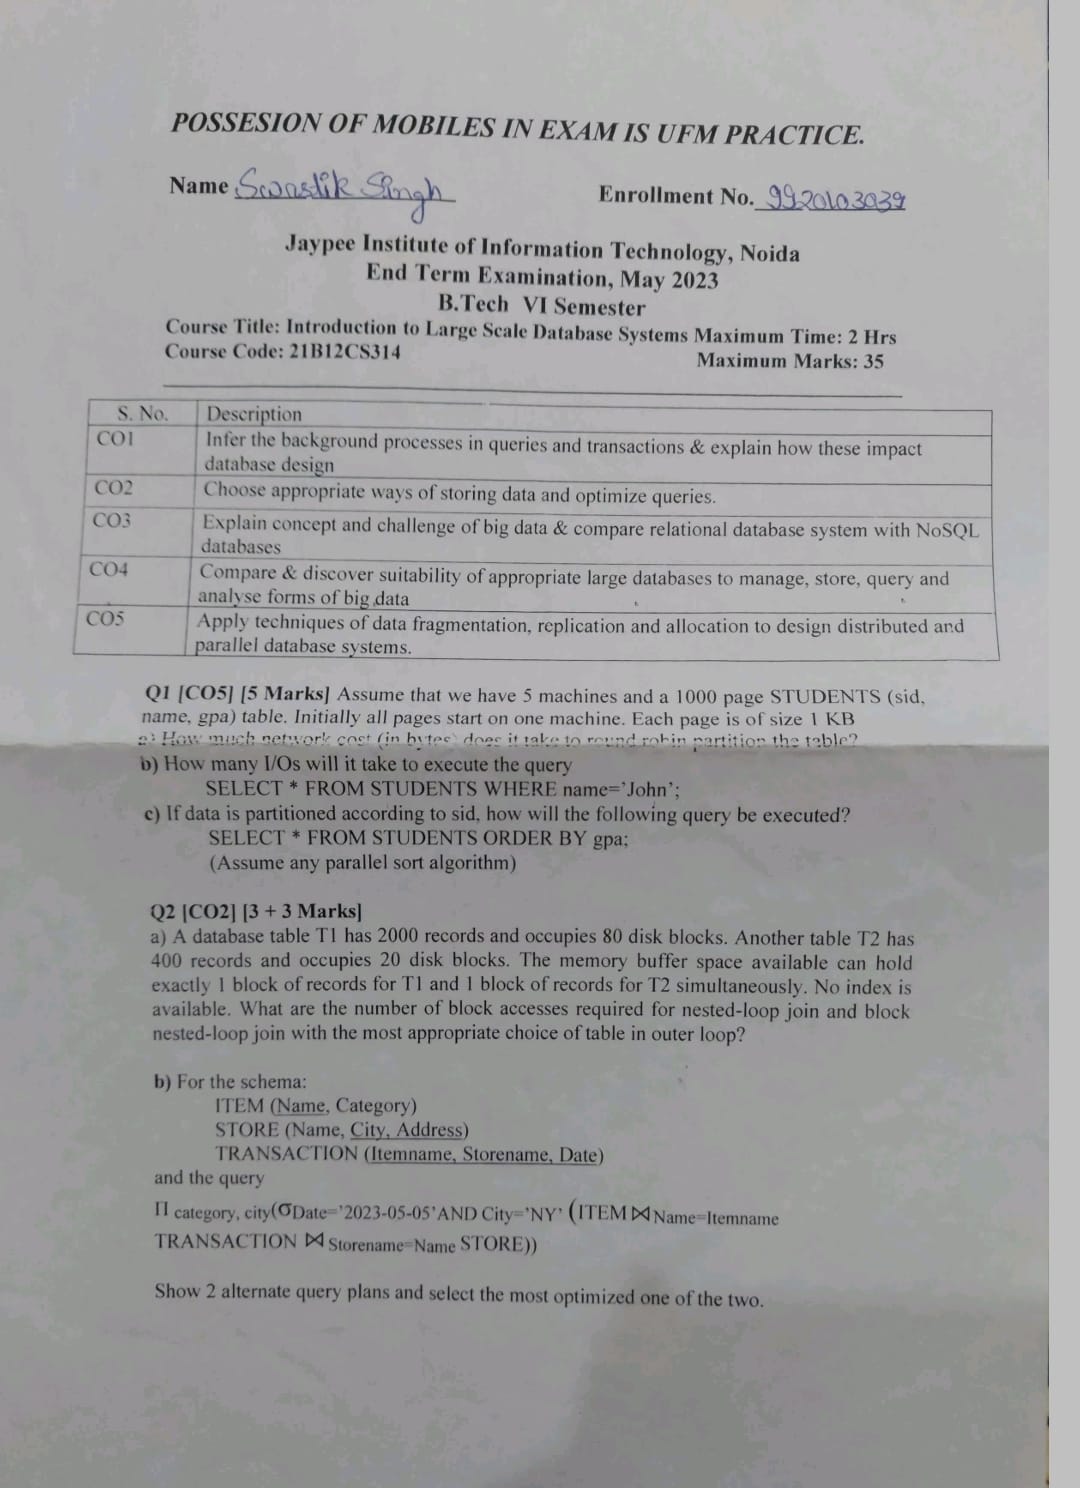 POSSESION OF MOBILES IN EXAM IS UFM PRACTICE.
Name Swastik Singh
Enrollment No. 9920103039
Jaypee Institute of Information Technology, Noida
End Term Examination, May 2023
B.Tech VI Semester
Course Title: Introduction to Large Scale Database Systems Maximum Time: 2 Hrs
Course Code: 21B12CS314 Maximum Marks: 35
S. No. Description
CO1 Infer the background processes in queries and transactions & explain how these impact
database design
CO2 Choose appropriate ways of storing data and optimize queries.
CO3 Explain concept and challenge of big data & compare relational database system with NoSQL
databases
CO4 Compare & discover suitability of appropriate large databases to manage, store, query and
analyse forms of big data
CO5 Apply techniques of data fragmentation, replication and allocation to design distributed and
parallel database systems.
Q1 [CO5] [5 Marks] Assume that we have 5 machines and a 1000 page STUDENTS (sid,
name, gpa) table. Initially all pages start on one machine. Each page is of size 1 KB
a) How much network cost (in bytes) does it take to round robin partition the table?
b) How many I/Os will it take to execute the query
SELECT * FROM STUDENTS WHERE name='John';
c) If data is partitioned according to sid, how will the following query be executed?
SELECT * FROM STUDENTS ORDER BY gpa;
(Assume any parallel sort algorithm)
Q2 [CO2] [3 + 3 Marks]
a) A database table T1 has 2000 records and occupies 80 disk blocks. Another table T2 has
400 records and occupies 20 disk blocks. The memory buffer space available can hold
exactly 1 block of records for T1 and 1 block of records for T2 simultaneously. No index is
available. What are the number of block accesses required for nested-loop join and block
nested-loop join with the most appropriate choice of table in outer loop?
b) For the schema:
ITEM (Name, Category)
STORE (Name, City, Address)
TRANSACTION (Itemname, Storename, Date)
and the query
Π category, city(σDate='2023-05-05'AND City='NY' (ITEM ⋈ Name=Itemname
TRANSACTION ⋈ Storename=Name STORE))
Show 2 alternate query plans and select the most optimized one of the two.